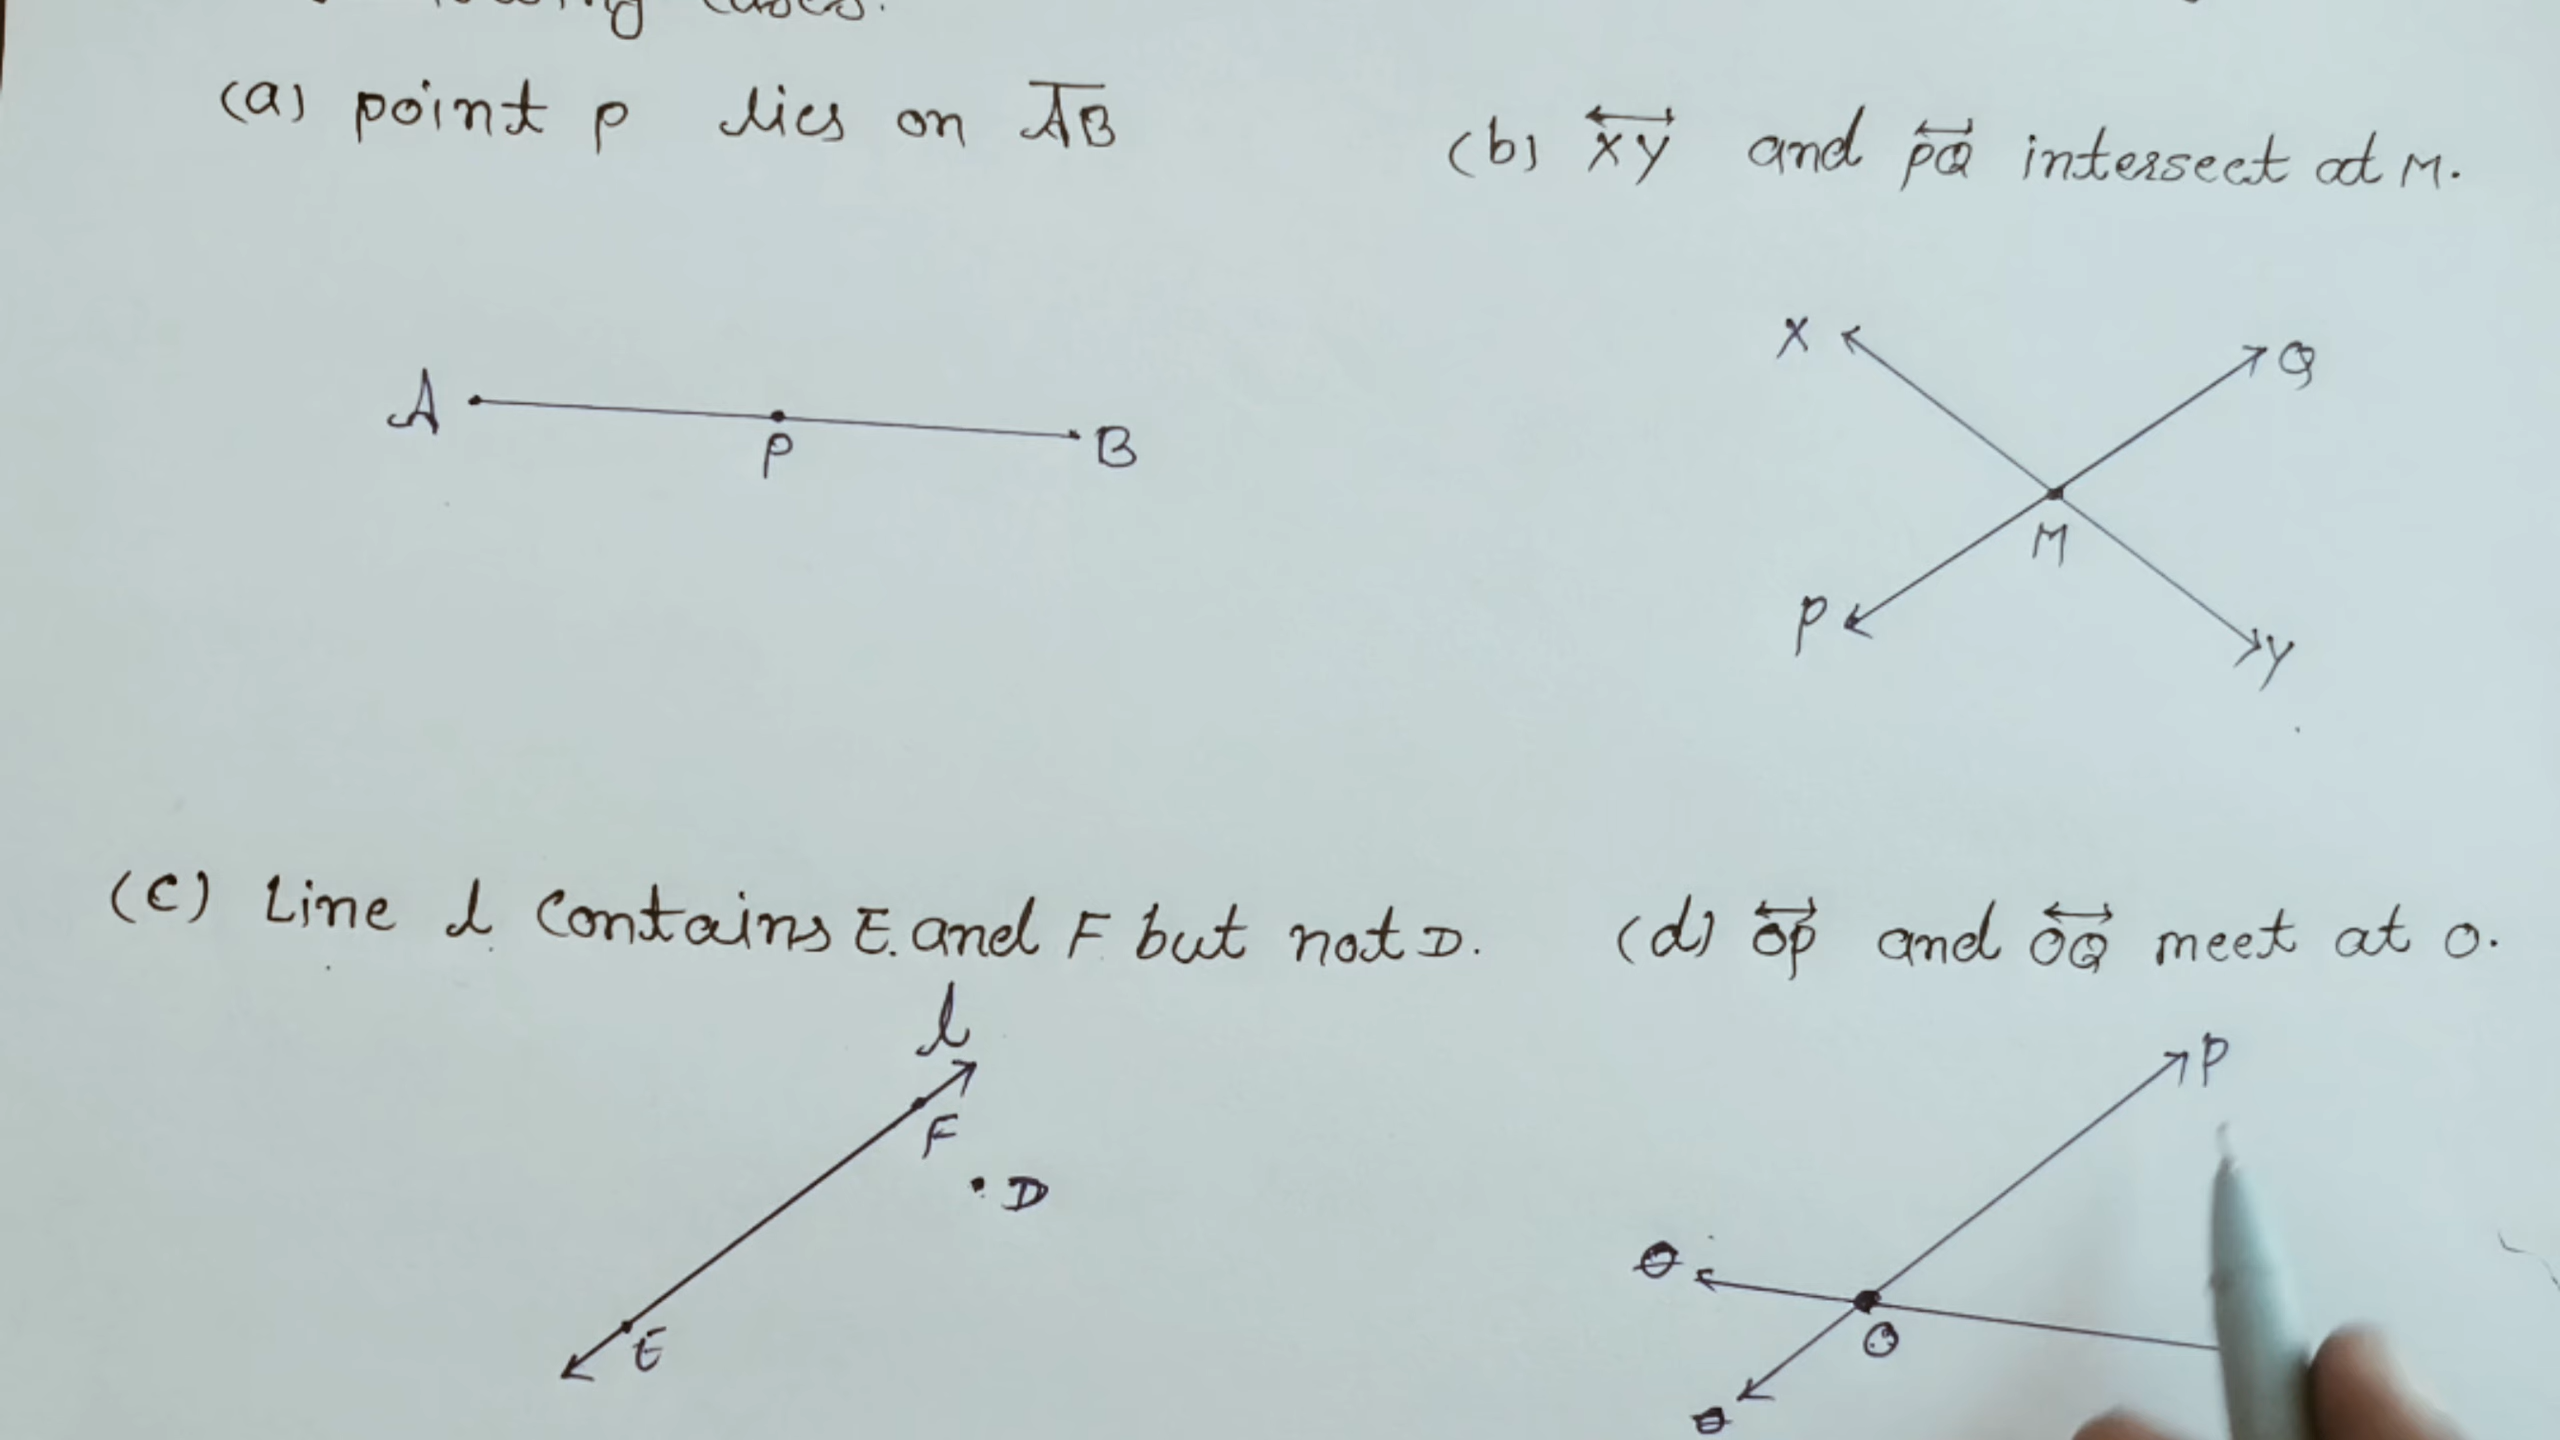 (a) point P lies on AB
(b) XY and PQ intersect at M.
A
P
B
X
Q
M
P
Y
(C) Line l contains E and F but not D.
(d) OP and OQ meet at O.
l
F
D
E
P
O